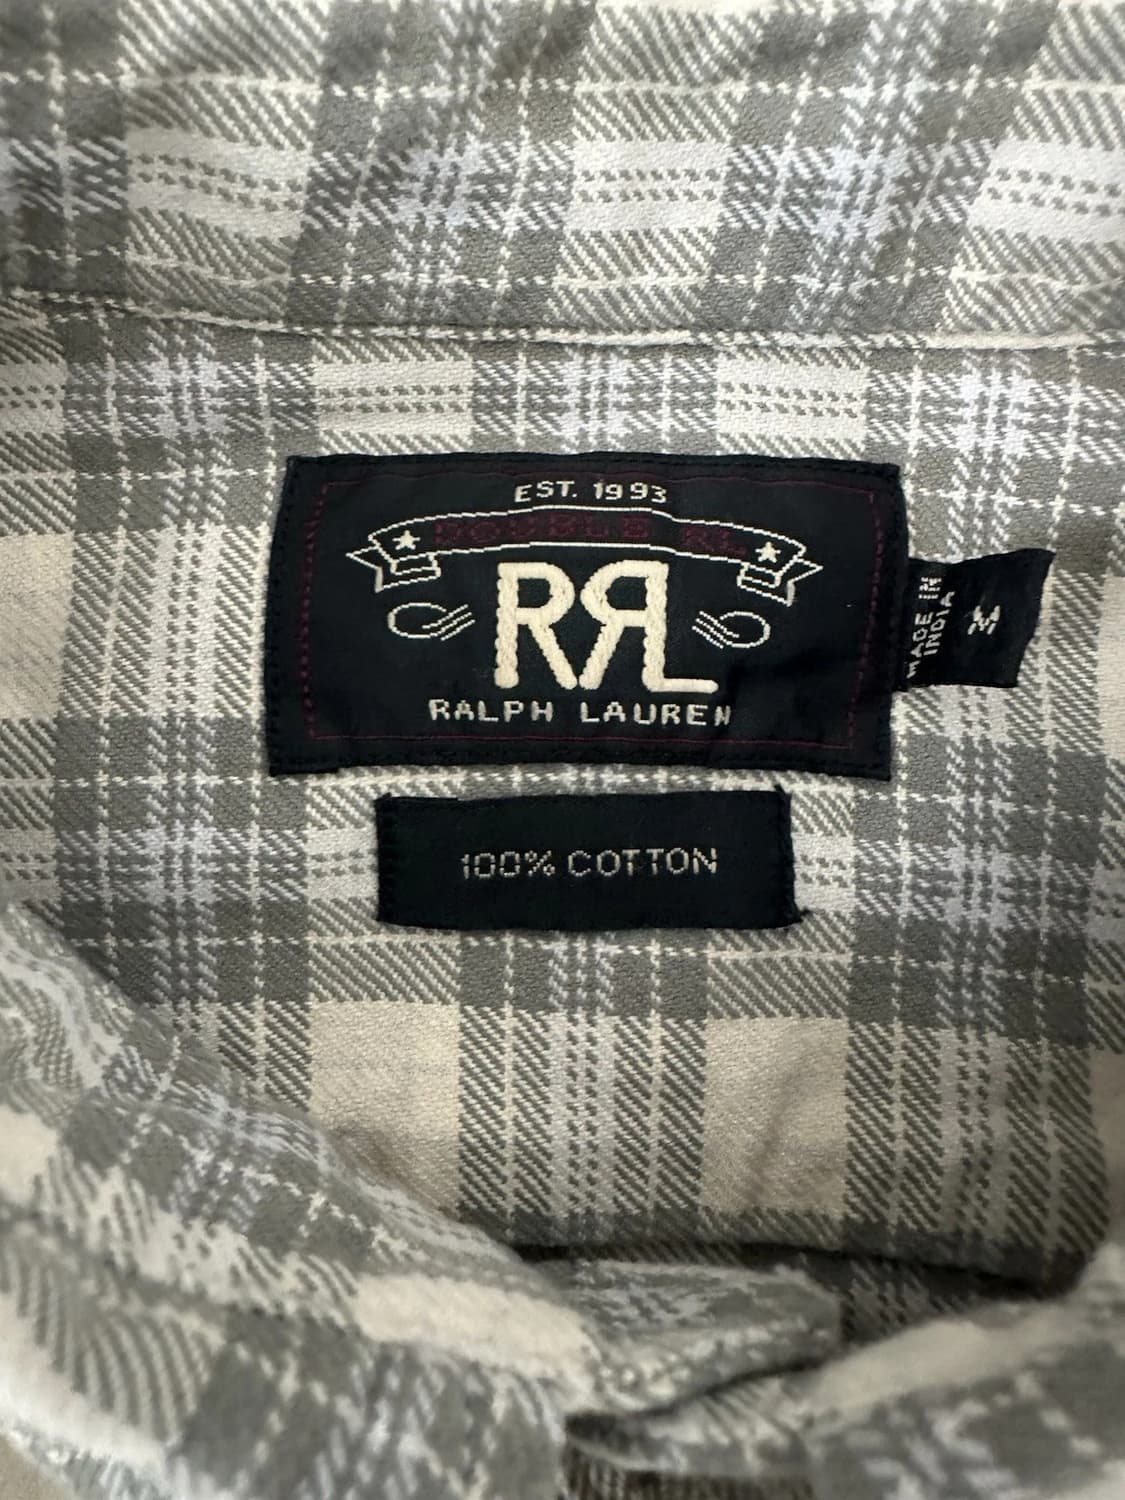 EST. 1993
DOUBLE RL
RRL
RALPH LAUREN
MADE IN
INDIA
M
100% COTTON